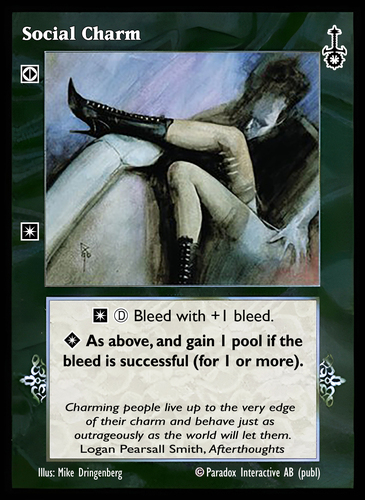 Social Charm
Ⓓ Bleed with +1 bleed.
As above, and gain 1 pool if the
bleed is successful (for 1 or more).
Charming people live up to the very edge
of their charm and behave just as
outrageously as the world will let them.
Logan Pearsall Smith, Afterthoughts
Illus: Mike Dringenberg
© Paradox Interactive AB (publ)